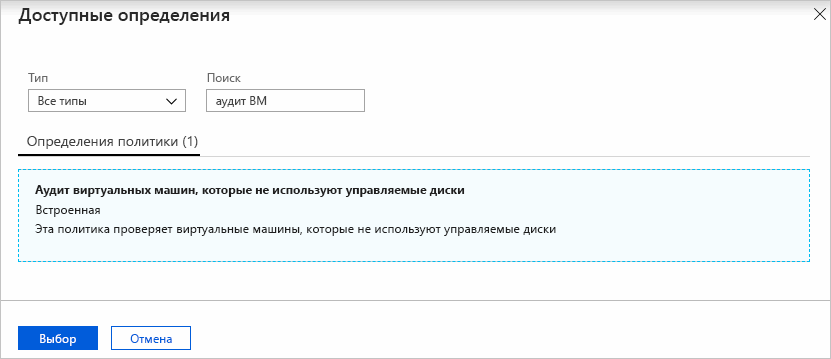 Доступные определения
Тип
Поиск
Все типы
аудит ВМ
Определения политики (1)
Аудит виртуальных машин, которые не используют управляемые диски
Встроенная
Эта политика проверяет виртуальные машины, которые не используют управляемые диски
Выбор
Отмена